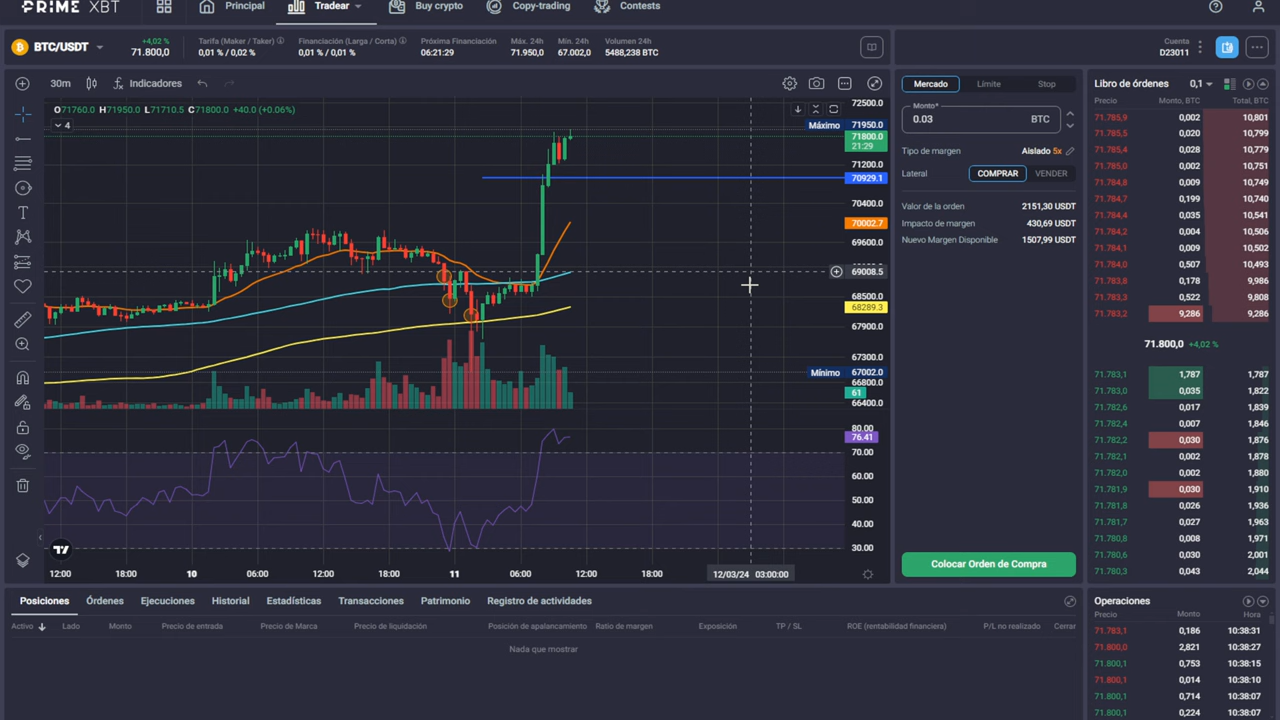 PRIME XBT
Principal
Tradear
Buy crypto
Copy-trading
Contests
BTC/USDT
+4,02 %
71.800,0
Tarifa (Maker / Taker)
0,01 % / 0,02 %
Financiación (Larga / Corta)
0,01 % / 0,01 %
Próxima Financiación
06:21:29
Máx. 24h
71.950,0
Mín. 24h
67.002,0
Volumen 24h
5488,238 BTC
Cuenta
D23011
30m
Indicadores
O71760.0 H71950.0 L71710.5 C71800.0 +40.0 (+0.06%)
4
72500.0
Máximo 71950.0
71800.0
21:29
71200.0
70929.1
70400.0
70002.7
69600.0
69008.5
68500.0
68289.3
67900.0
67300.0
Mínimo 67002.0
66800.0
61
66400.0
80.00
76.41
70.00
60.00
50.00
40.00
30.00
12:00 18:00 10 06:00 12:00 18:00 11 06:00 12:00 18:00 12/03/24 03:00:00
Mercado
Límite
Stop
Monto*
0.03 BTC
Tipo de margen Aislado 5x
Lateral COMPRAR VENDER
Valor de la orden 2151,30 USDT
Impacto de margen 430,69 USDT
Nuevo Margen Disponible 1507,99 USDT
Colocar Orden de Compra
Libro de órdenes 0,1
Precio Monto, BTC Total, BTC
71.785,9 0,002 10,801
71.785,5 0,020 10,799
71.785,4 0,028 10,779
71.785,0 0,002 10,751
71.784,8 0,009 10,749
71.784,7 0,199 10,740
71.784,6 0,035 10,541
71.784,2 0,004 10,506
71.784,1 0,009 10,502
71.784,0 0,507 10,493
71.783,8 0,178 9,986
71.783,3 0,522 9,808
71.783,2 9,286 9,286
71.800,0 +4,02 %
71.783,1 1,787 1,787
71.783,0 0,035 1,822
71.782,6 0,017 1,839
71.782,4 0,007 1,846
71.782,2 0,030 1,876
71.782,1 0,002 1,878
71.782,0 0,002 1,880
71.781,9 0,030 1,910
71.781,8 0,026 1,936
71.781,7 0,027 1,963
71.780,8 0,008 1,971
71.780,6 0,030 2,001
71.780,3 0,043 2,044
Posiciones
Órdenes
Ejecuciones
Historial
Estadísticas
Transacciones
Patrimonio
Registro de actividades
Activo Lado Monto Precio de entrada Precio de Marca Precio de liquidación Posición de apalancamiento Ratio de margen Exposición TP / SL ROE (rentabilidad financiera) P/L no realizado Cerrar
Nada que mostrar
Operaciones
Precio Monto Hora
71.783,1 0,186 10:38:31
71.800,0 2,821 10:38:27
71.800,1 0,753 10:38:15
71.800,1 0,014 10:38:10
71.800,1 0,714 10:38:07
71.800,1 0,224 10:38:07